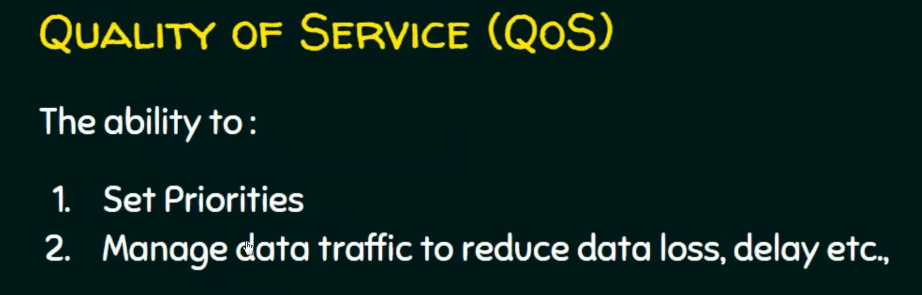 Quality of Service (QoS)
The ability to :
1. Set Priorities
2. Manage data traffic to reduce data loss, delay etc.,